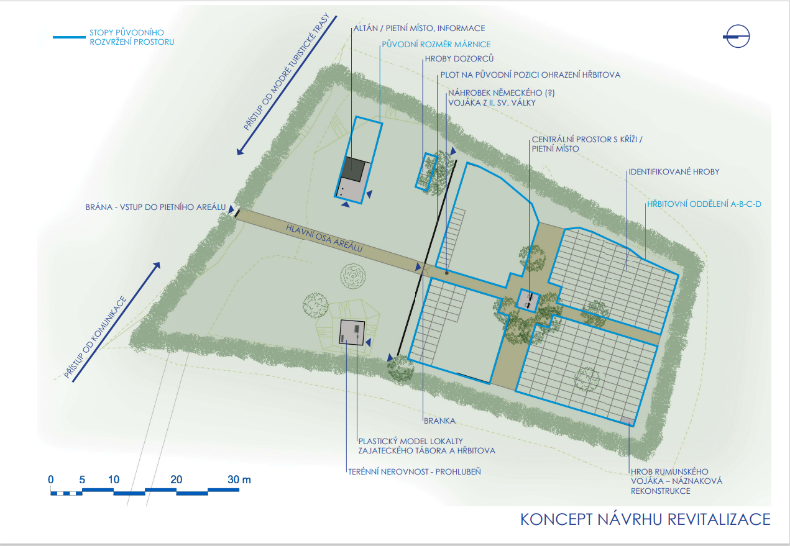 STOPY PŮVODNÍHO
ROZVRŽENÍ PROSTORU
PŘÍSTUP OD MODRÉ TURISTICKÉ TRASY
ALTÁN / PIETNÍ MÍSTO, INFORMACE
PŮVODNÍ ROZMĚR MÁRNICE
HROBY DOZORCŮ
PLOT NA PŮVODNÍ POZICI OHRAZENÍ HŘBITOVA
NÁHROBEK NĚMECKÉHO (?)
VOJÁKA Z II. SV. VÁLKY
CENTRÁLNÍ PROSTOR S KŘÍŽI /
PIETNÍ MÍSTO
IDENTIFIKOVANÉ HROBY
HŘBITOVNÍ ODDĚLENÍ A-B-C-D
BRÁNA - VSTUP DO PIETNÍHO AREÁLU
HLAVNÍ OSA AREÁLU
PŘÍSTUP OD KOMUNIKACE
BRANKA
PLASTICKÝ MODEL LOKALTY
ZAJATECKÉHO TÁBORA A HŘBITOVA
TERÉNNÍ NEROVNOST - PROHLUBEŇ
HROB RUMUNSKÉHO
VOJÁKA – NÁZNAKOVÁ
REKONSTRUKCE
0 5 10 20 30 m
KONCEPT NÁVRHU REVITALIZACE